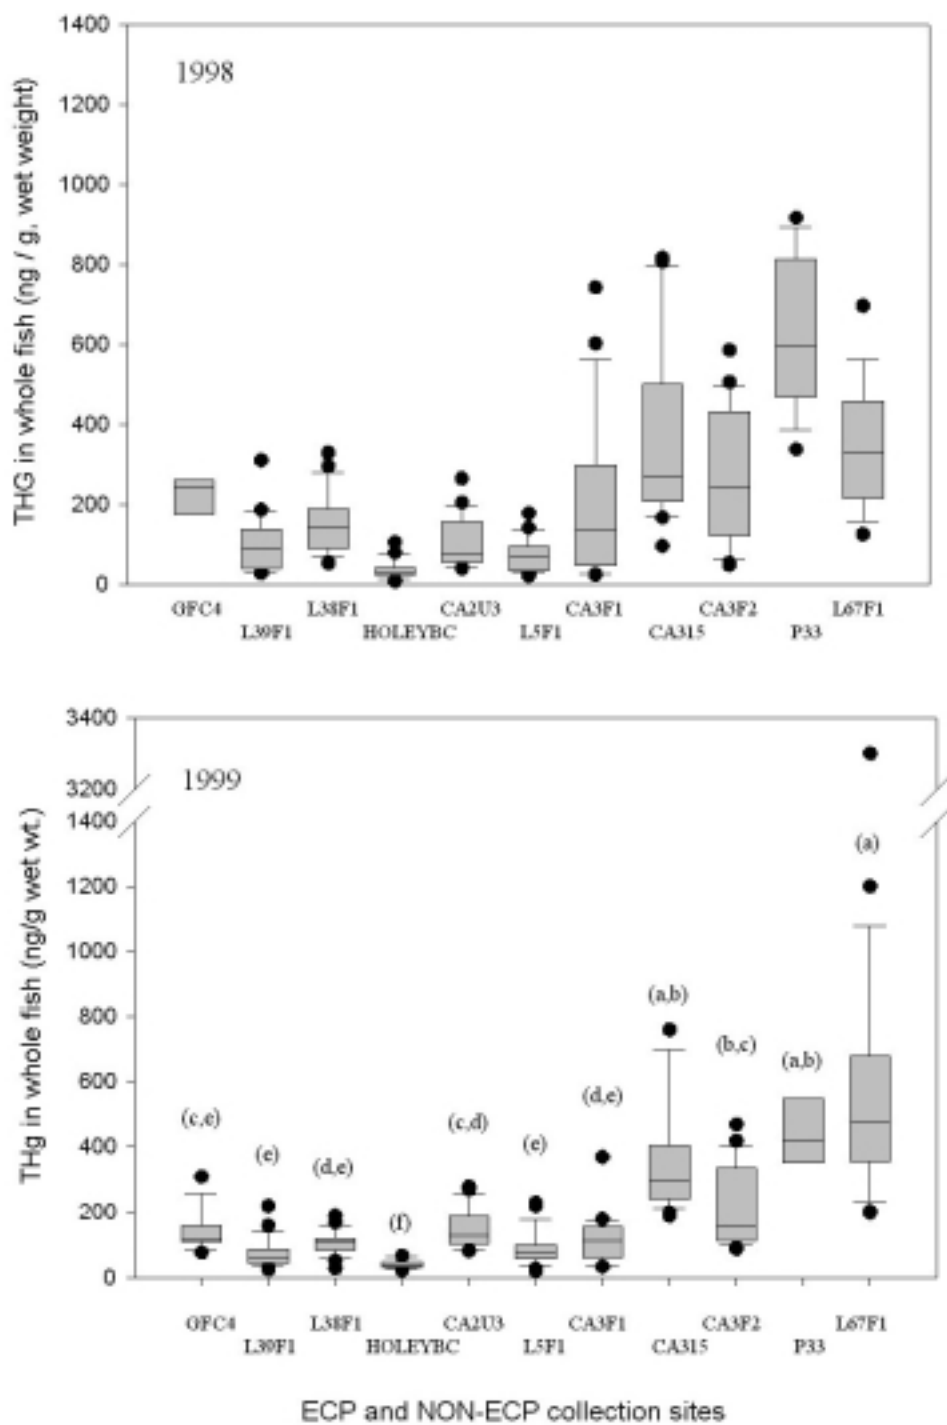 1400
1998
1200
1000
800
600
400
200
0
THG in whole fish (ng / g, wet weight)
GFC4 L38F1 CA2U3 CA3F1 CA3F2 L67F1
L39F1 HOLEYBC L5F1 CA315 P33
3400
1999
3200
1400
(a)
1200
1000
(a,b)
800
(b,c)
(a,b)
600
(d,e)
(c,e) (c,d)
(e)
400
(e) (d,e)
(f)
200
0
THg in whole fish (ng/g wet wt.)
GFC4 L38F1 CA2U3 CA3F1 CA3F2 L67F1
L39F1 HOLEYBC L5F1 CA315 P33
ECP and NON-ECP collection sites